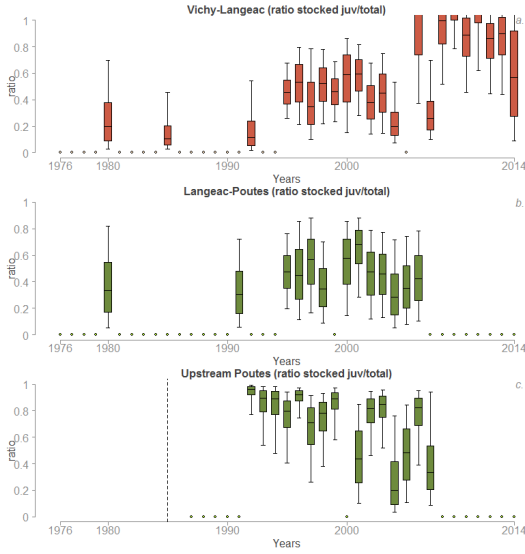 Vichy-Langeac (ratio stocked juv/total)
a.
1
0.8
0.6
0.4
0.2
0
ratio
1976
1980
1990
2000
2014
Years
Langeac-Poutes (ratio stocked juv/total)
b.
1
0.8
0.6
0.4
0.2
0
ratio
1976
1980
1990
2000
2014
Years
Upstream Poutes (ratio stocked juv/total)
c.
1
0.8
0.6
0.4
0.2
0
ratio
1976
1980
1990
2000
2014
Years